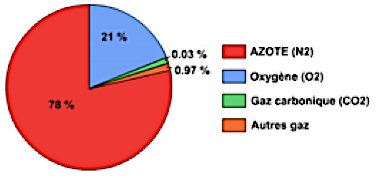 21 %
0.03 %
0.97 %
78 %
AZOTE (N2)
Oxygène (O2)
Gaz carbonique (CO2)
Autres gaz